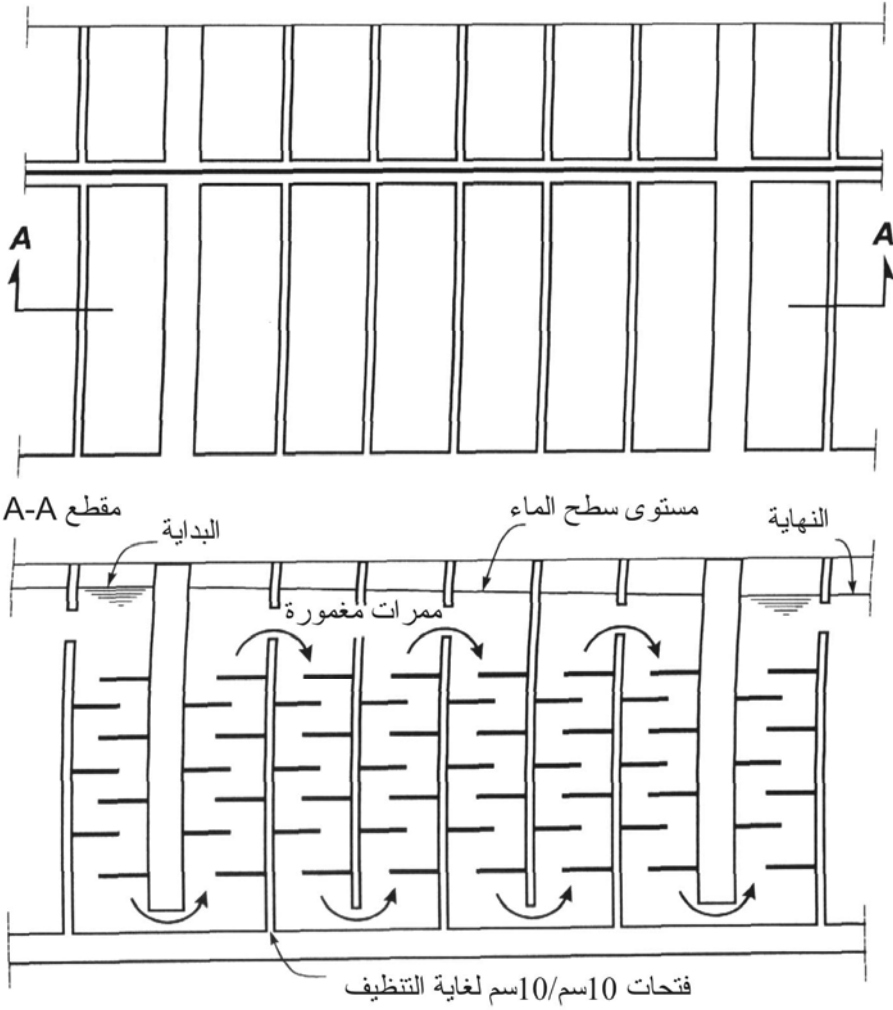 A A
مقطع A-A
البداية
مستوى سطح الماء
النهاية
ممرات مغمورة
فتحات 10سم/10سم لغاية التنظيف